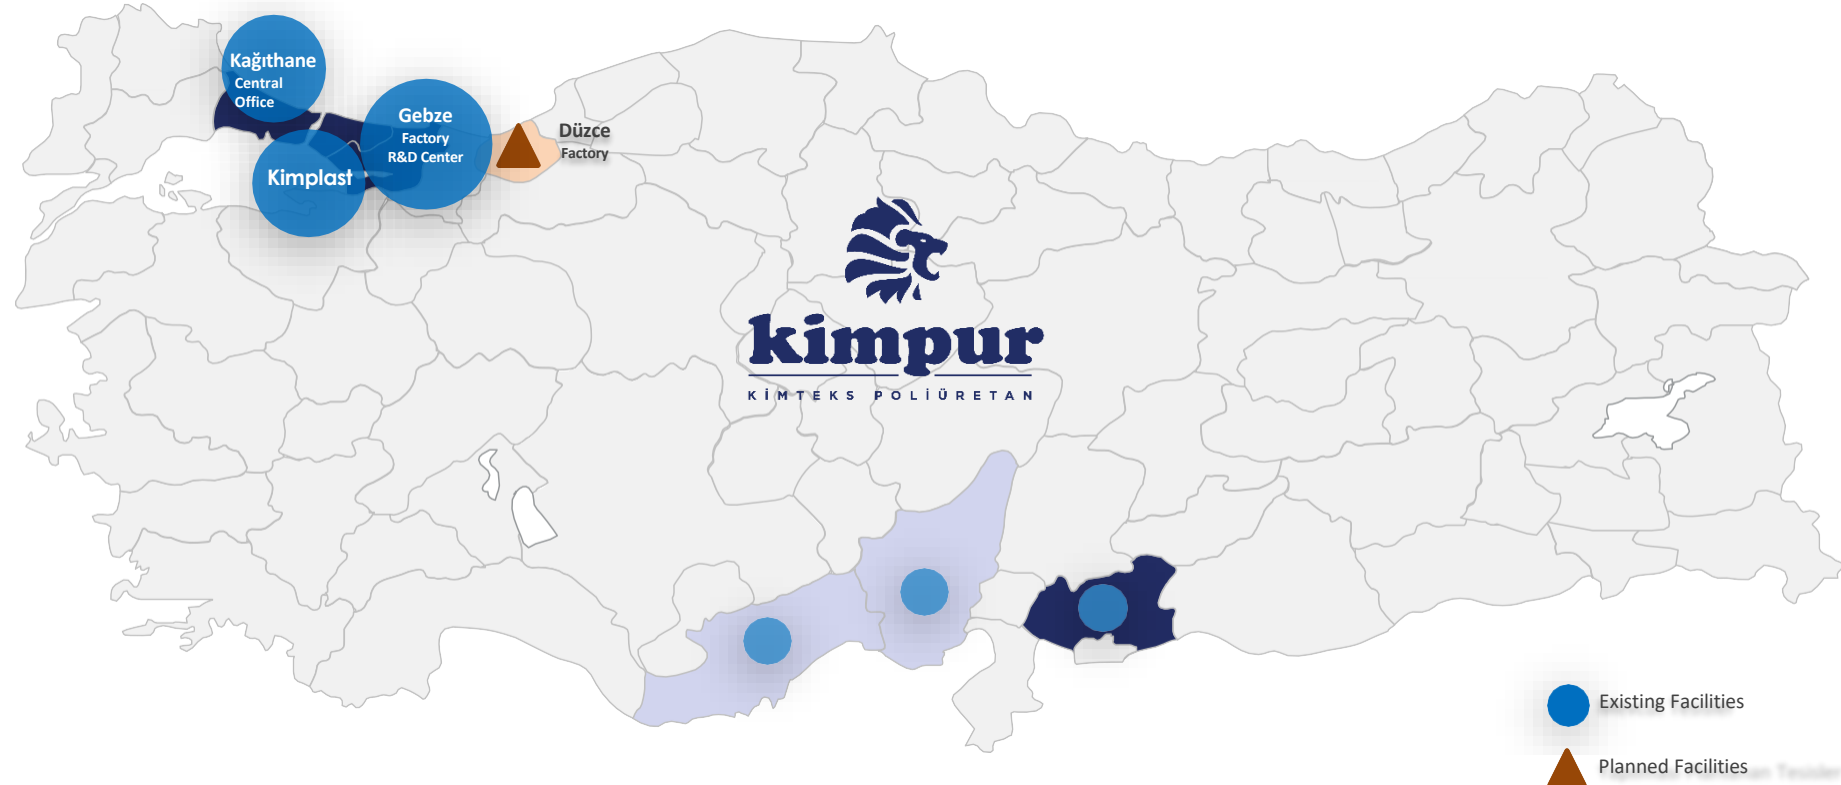 Kağıthane
Central
Office
Gebze
Factory
R&D Center
Düzce
Factory
Kimplast
kimpur
KİMTEKS POLİÜRETAN
Existing Facilities
Planned Facilities